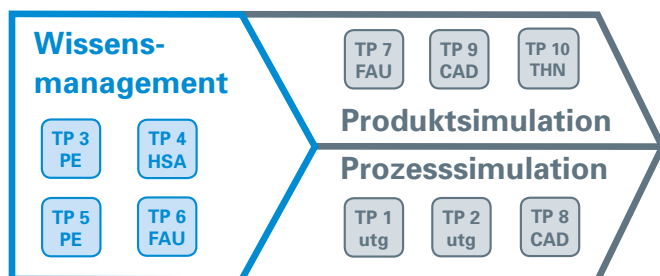 Wissens-
management
TP 3
PE
TP 4
HSA
TP 5
PE
TP 6
FAU
TP 7
FAU
TP 9
CAD
TP 10
THN
Produktsimulation
Prozesssimulation
TP 1
utg
TP 2
utg
TP 8
CAD